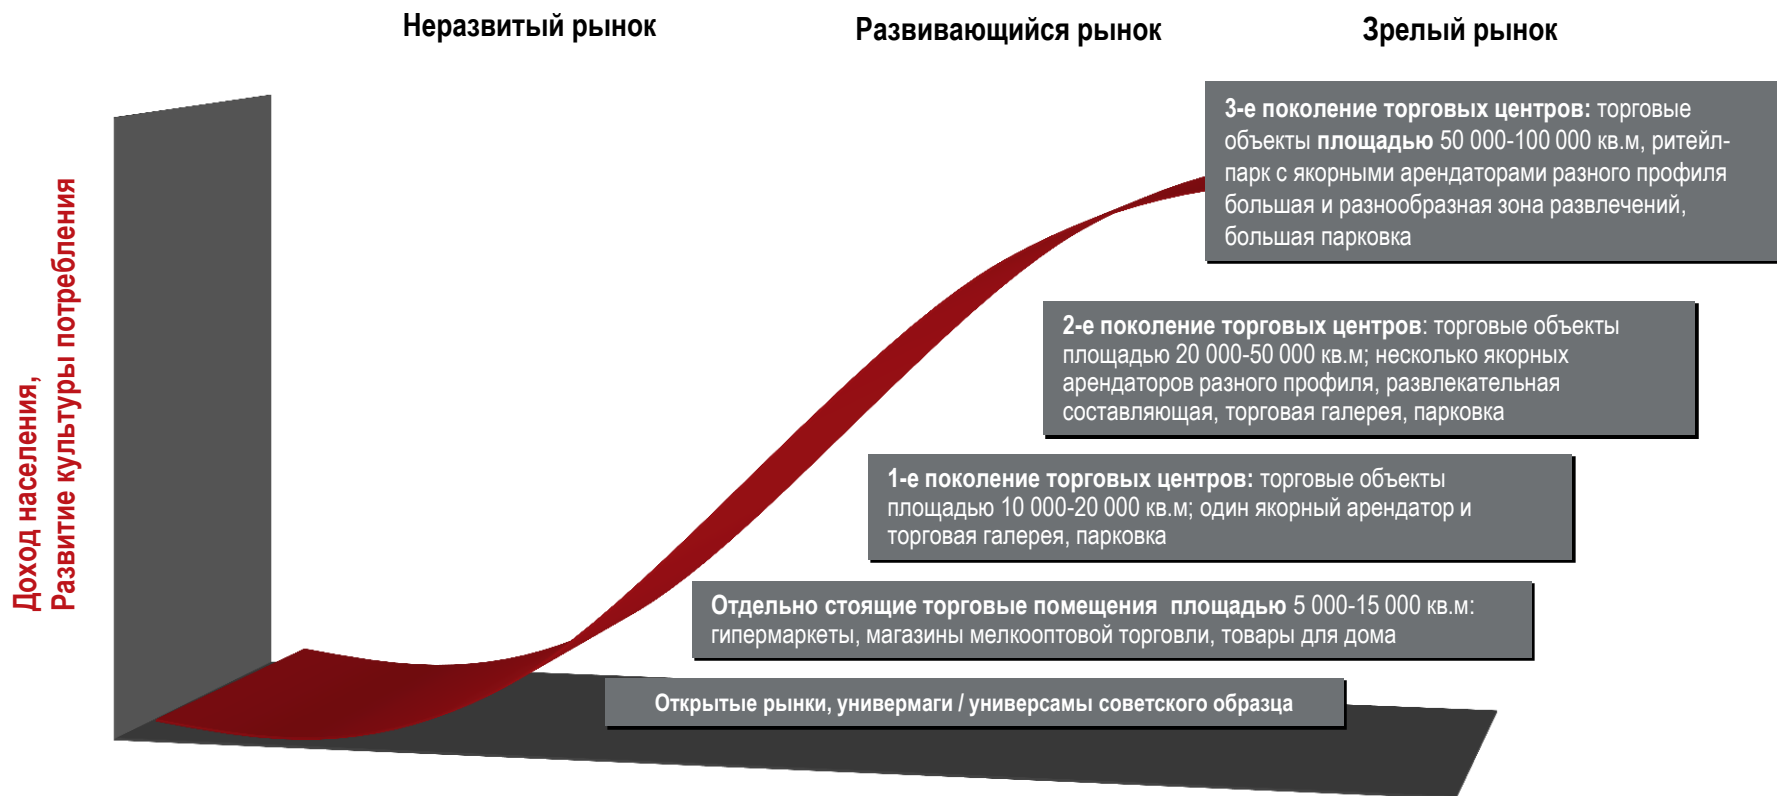 Неразвитый рынок
Развивающийся рынок
Зрелый рынок
Доход населения,
Развитие культуры потребления
3-е поколение торговых центров: торговые
объекты площадью 50 000-100 000 кв.м, ритейл-
парк с якорными арендаторами разного профиля
большая и разнообразная зона развлечений,
большая парковка
2-е поколение торговых центров: торговые объекты
площадью 20 000-50 000 кв.м; несколько якорных
арендаторов разного профиля, развлекательная
составляющая, торговая галерея, парковка
1-е поколение торговых центров: торговые объекты
площадью 10 000-20 000 кв.м; один якорный арендатор и
торговая галерея, парковка
Отдельно стоящие торговые помещения площадью 5 000-15 000 кв.м:
гипермаркеты, магазины мелкооптовой торговли, товары для дома
Открытые рынки, универмаги / универсамы советского образца